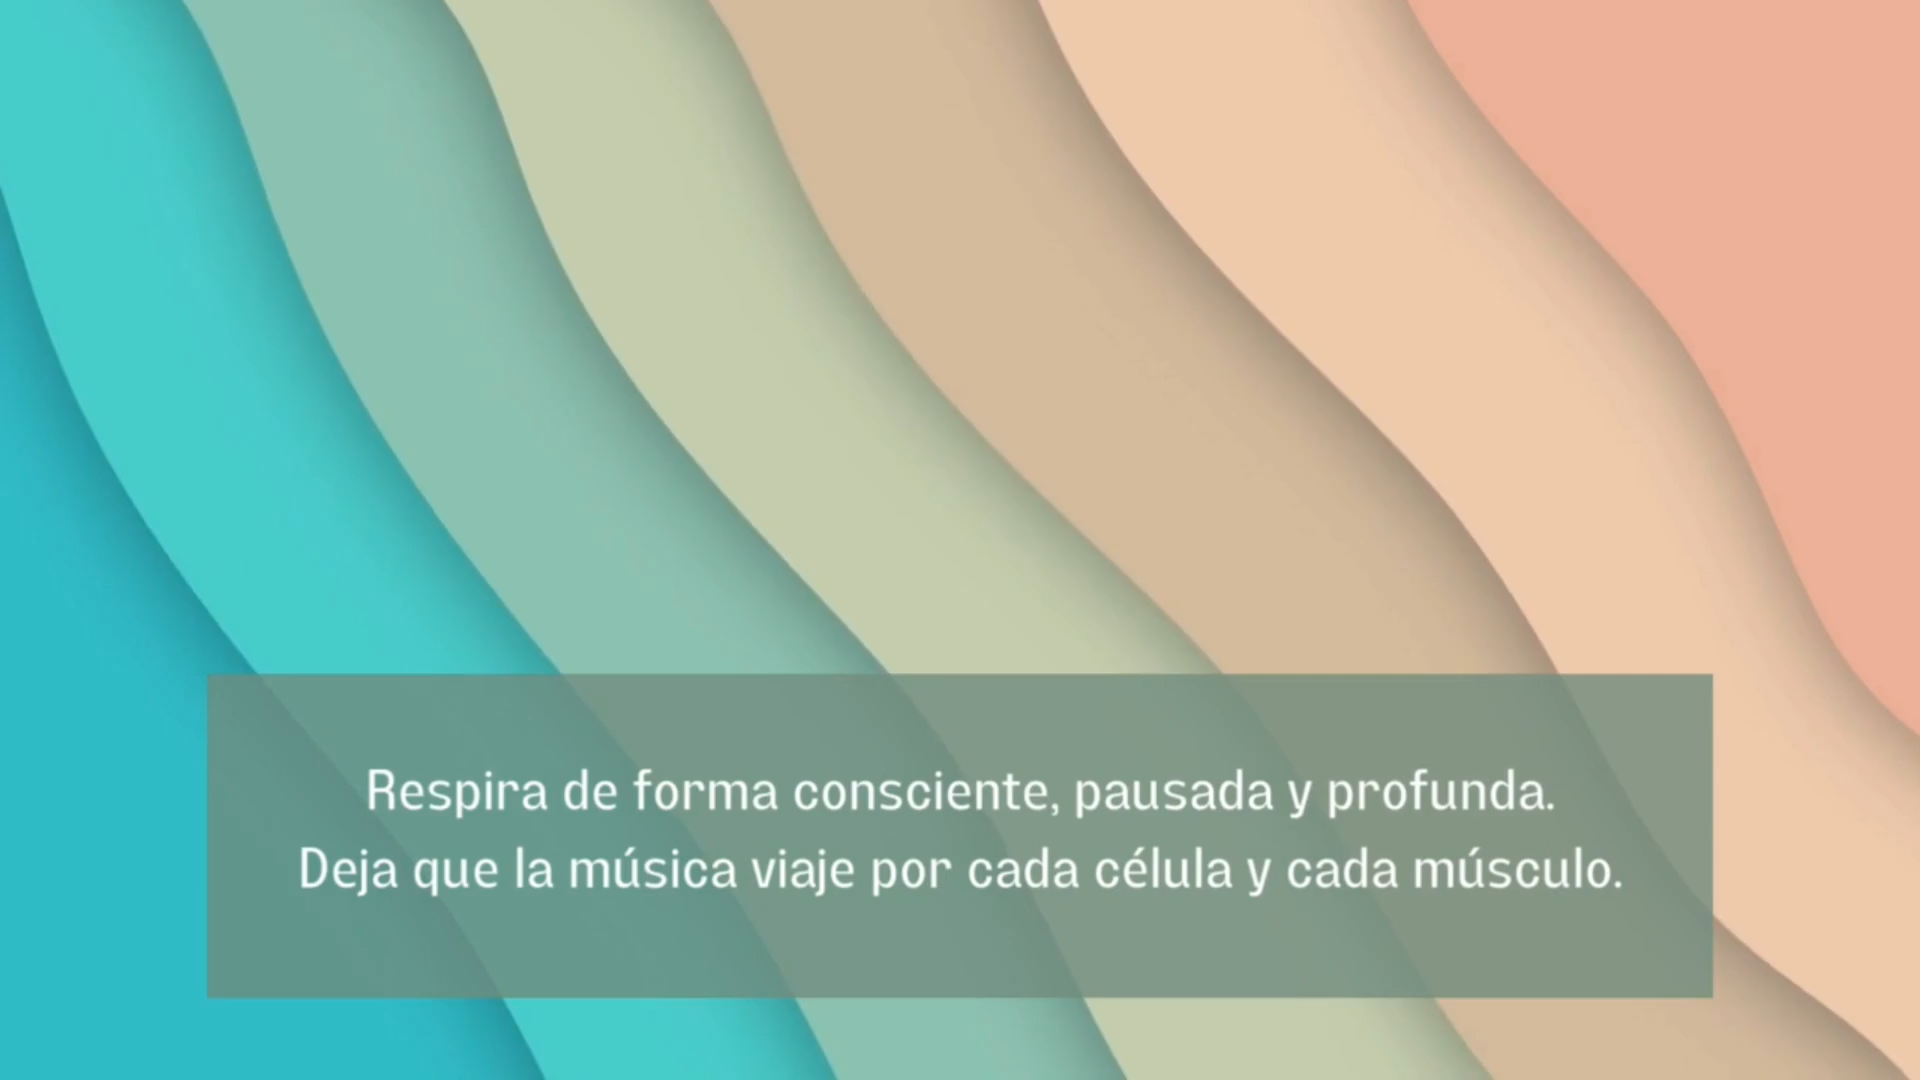 Respira de forma consciente, pausada y profunda.
Deja que la música viaje por cada célula y cada músculo.